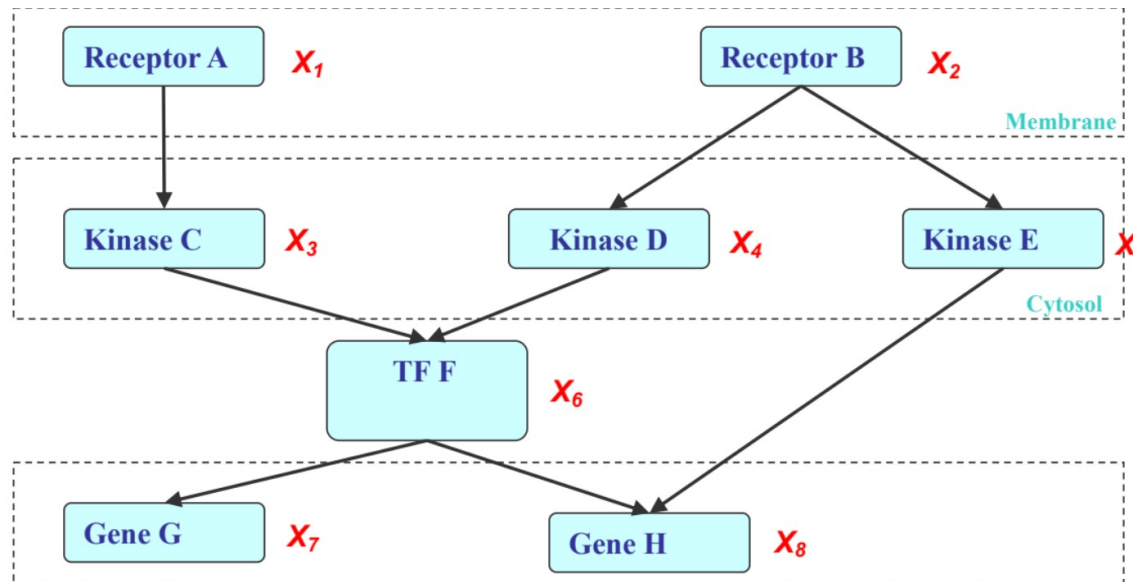 Receptor A
X1
Receptor B
X2
Membrane
Kinase C
X3
Kinase D
X4
Kinase E
X
Cytosol
TF F
X6
Gene G
X7
Gene H
X8